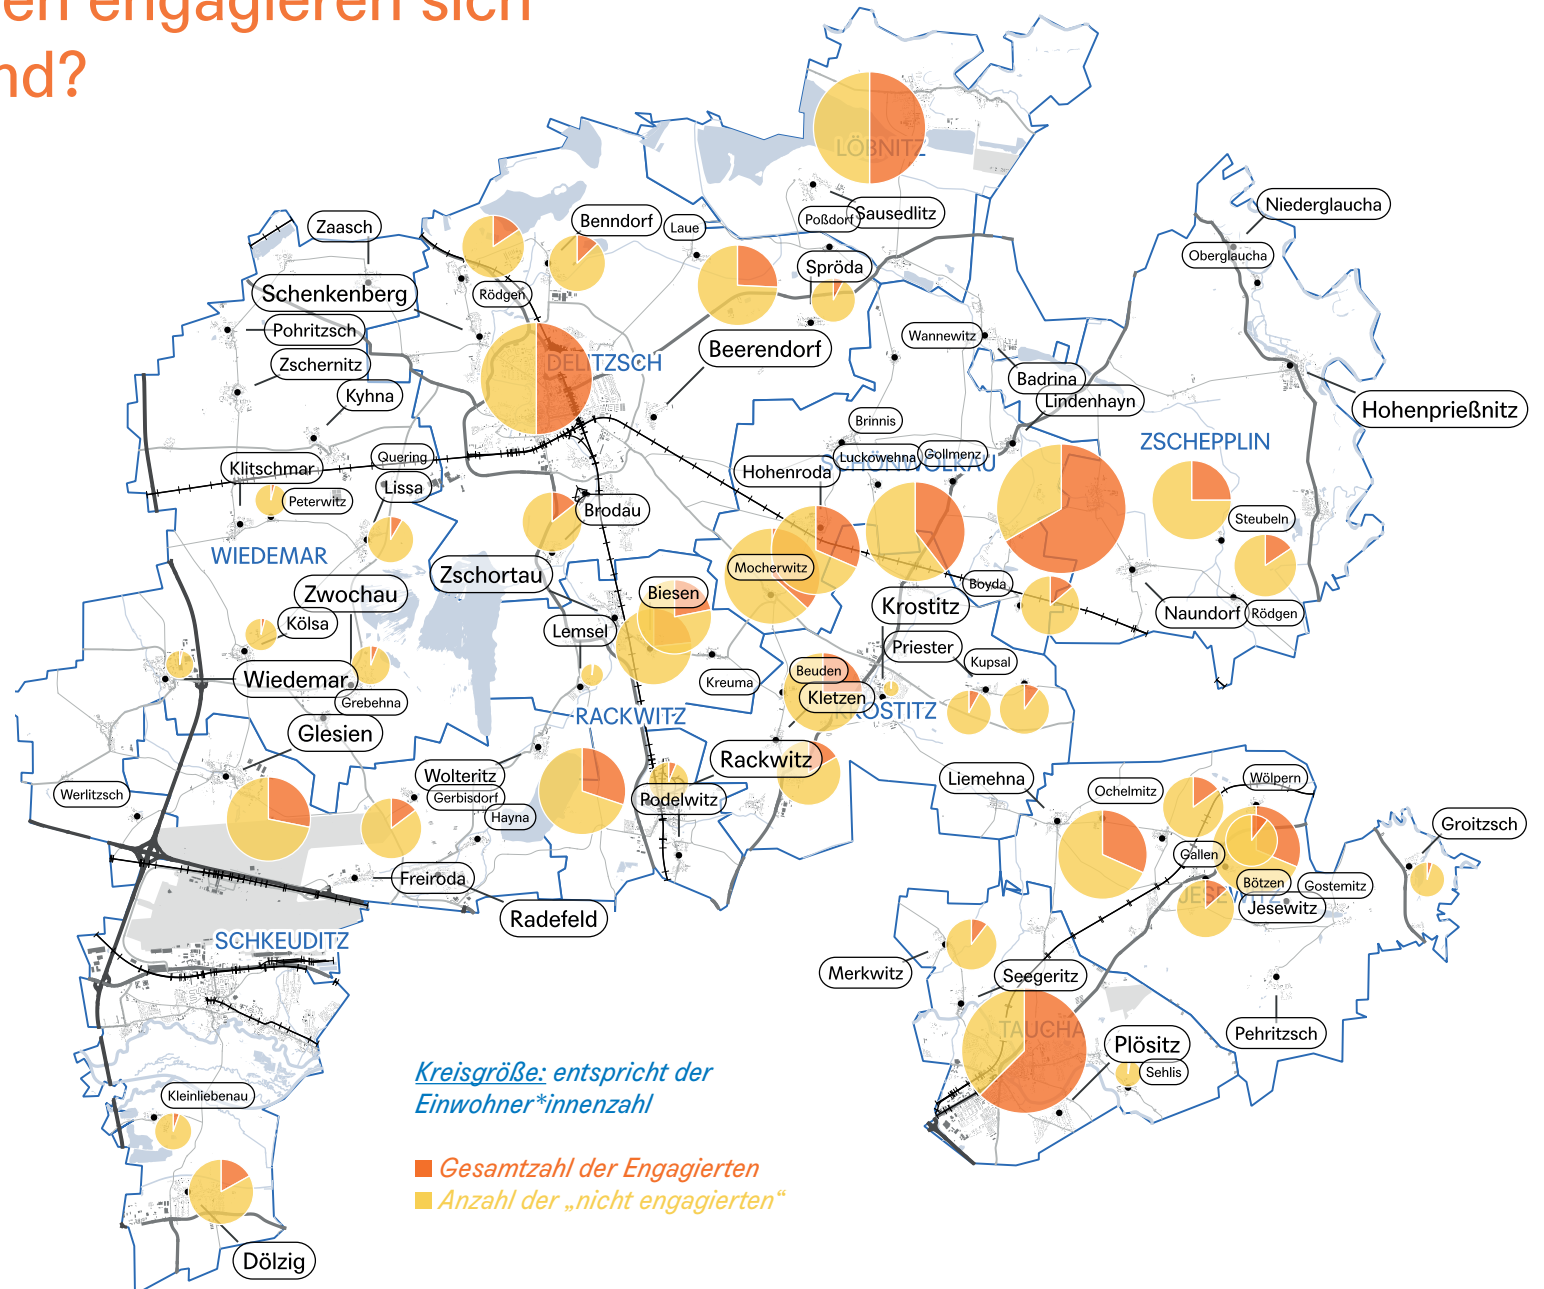 en engagieren sich
nd?
LÖBNITZ
Niederglaucha
Zaasch
Benndorf
Laue
Poßdorf
Sausedlitz
Oberglaucha
Spröda
Schenkenberg
Rödgen
Pohritzsch
Wannewitz
Beerendorf
Zschernitz
DELITZSCH
Badrina
Kyhna
Lindenhayn
Hohenprießnitz
Brinnis
ZSCHEPPLIN
Quering
Luckowehna
Gollmenz
SCHÖNWÖLKAU
Klitschmar
Hohenroda
Lissa
Peterwitz
Brodau
Steubeln
WIEDEMAR
Mocherwitz
Zschortau
Boyda
Zwochau
Biesen
Krostitz
Naundorf
Rödgen
Kölsa
Lemsel
Priester
Kupsal
Wiedemar
Kreuma
Beuden
Kletzen
Grebehna
KROSTITZ
RACKWITZ
Glesien
Rackwitz
Wolteritz
Liemehna
Wölpern
Werlitzsch
Gerbisdorf
Podelwitz
Ochelmitz
Hayna
Groitzsch
Gallen
Freiroda
Bötzen
Gostemitz
JESEWITZ
Jesewitz
Radefeld
SCHKEUDITZ
Merkwitz
Seegeritz
TAUCHA
Pehritzsch
Plösitz
Sehlis
Kreisgröße: entspricht der
Einwohner*innenzahl
Kleinliebenau
Gesamtzahl der Engagierten
Anzahl der „nicht engagierten“
Dölzig